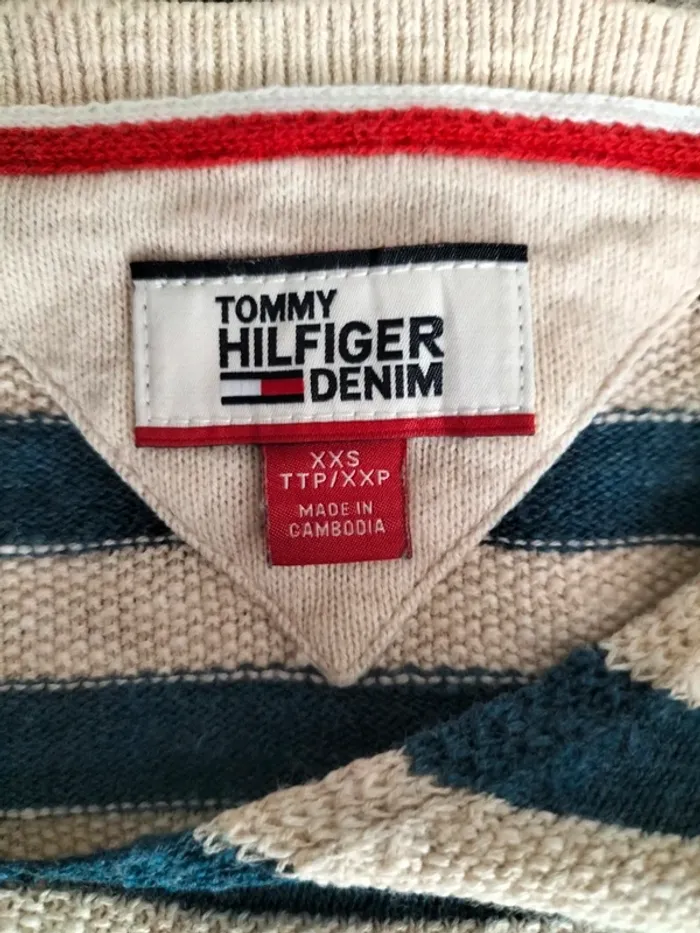 TOMMY
HILFIGER
DENIM
XXS
TTP/XXP
MADE IN
CAMBODIA